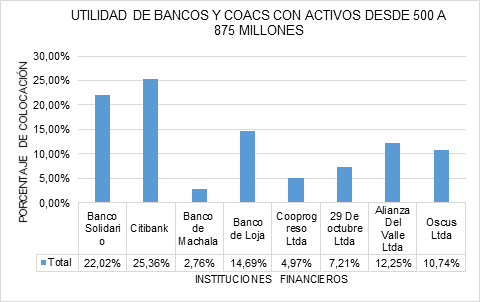 UTILIDAD DE BANCOS Y COACS CON ACTIVOS DESDE 500 A
875 MILLONES
PORCENTAJE DE COLOCACIÓN
30,00%
25,00%
20,00%
15,00%
10,00%
5,00%
0,00%
Banco
Solidari
o
Citibank
Banco
de
Machala
Banco
de Loja
Cooprog
reso
Ltda
29 De
octubre
Ltda
Alianza
Del
Valle
Ltda
Oscus
Ltda
Total 22,02% 25,36% 2,76% 14,69% 4,97% 7,21% 12,25% 10,74%
INSTITUCIONES FINANCIEROS